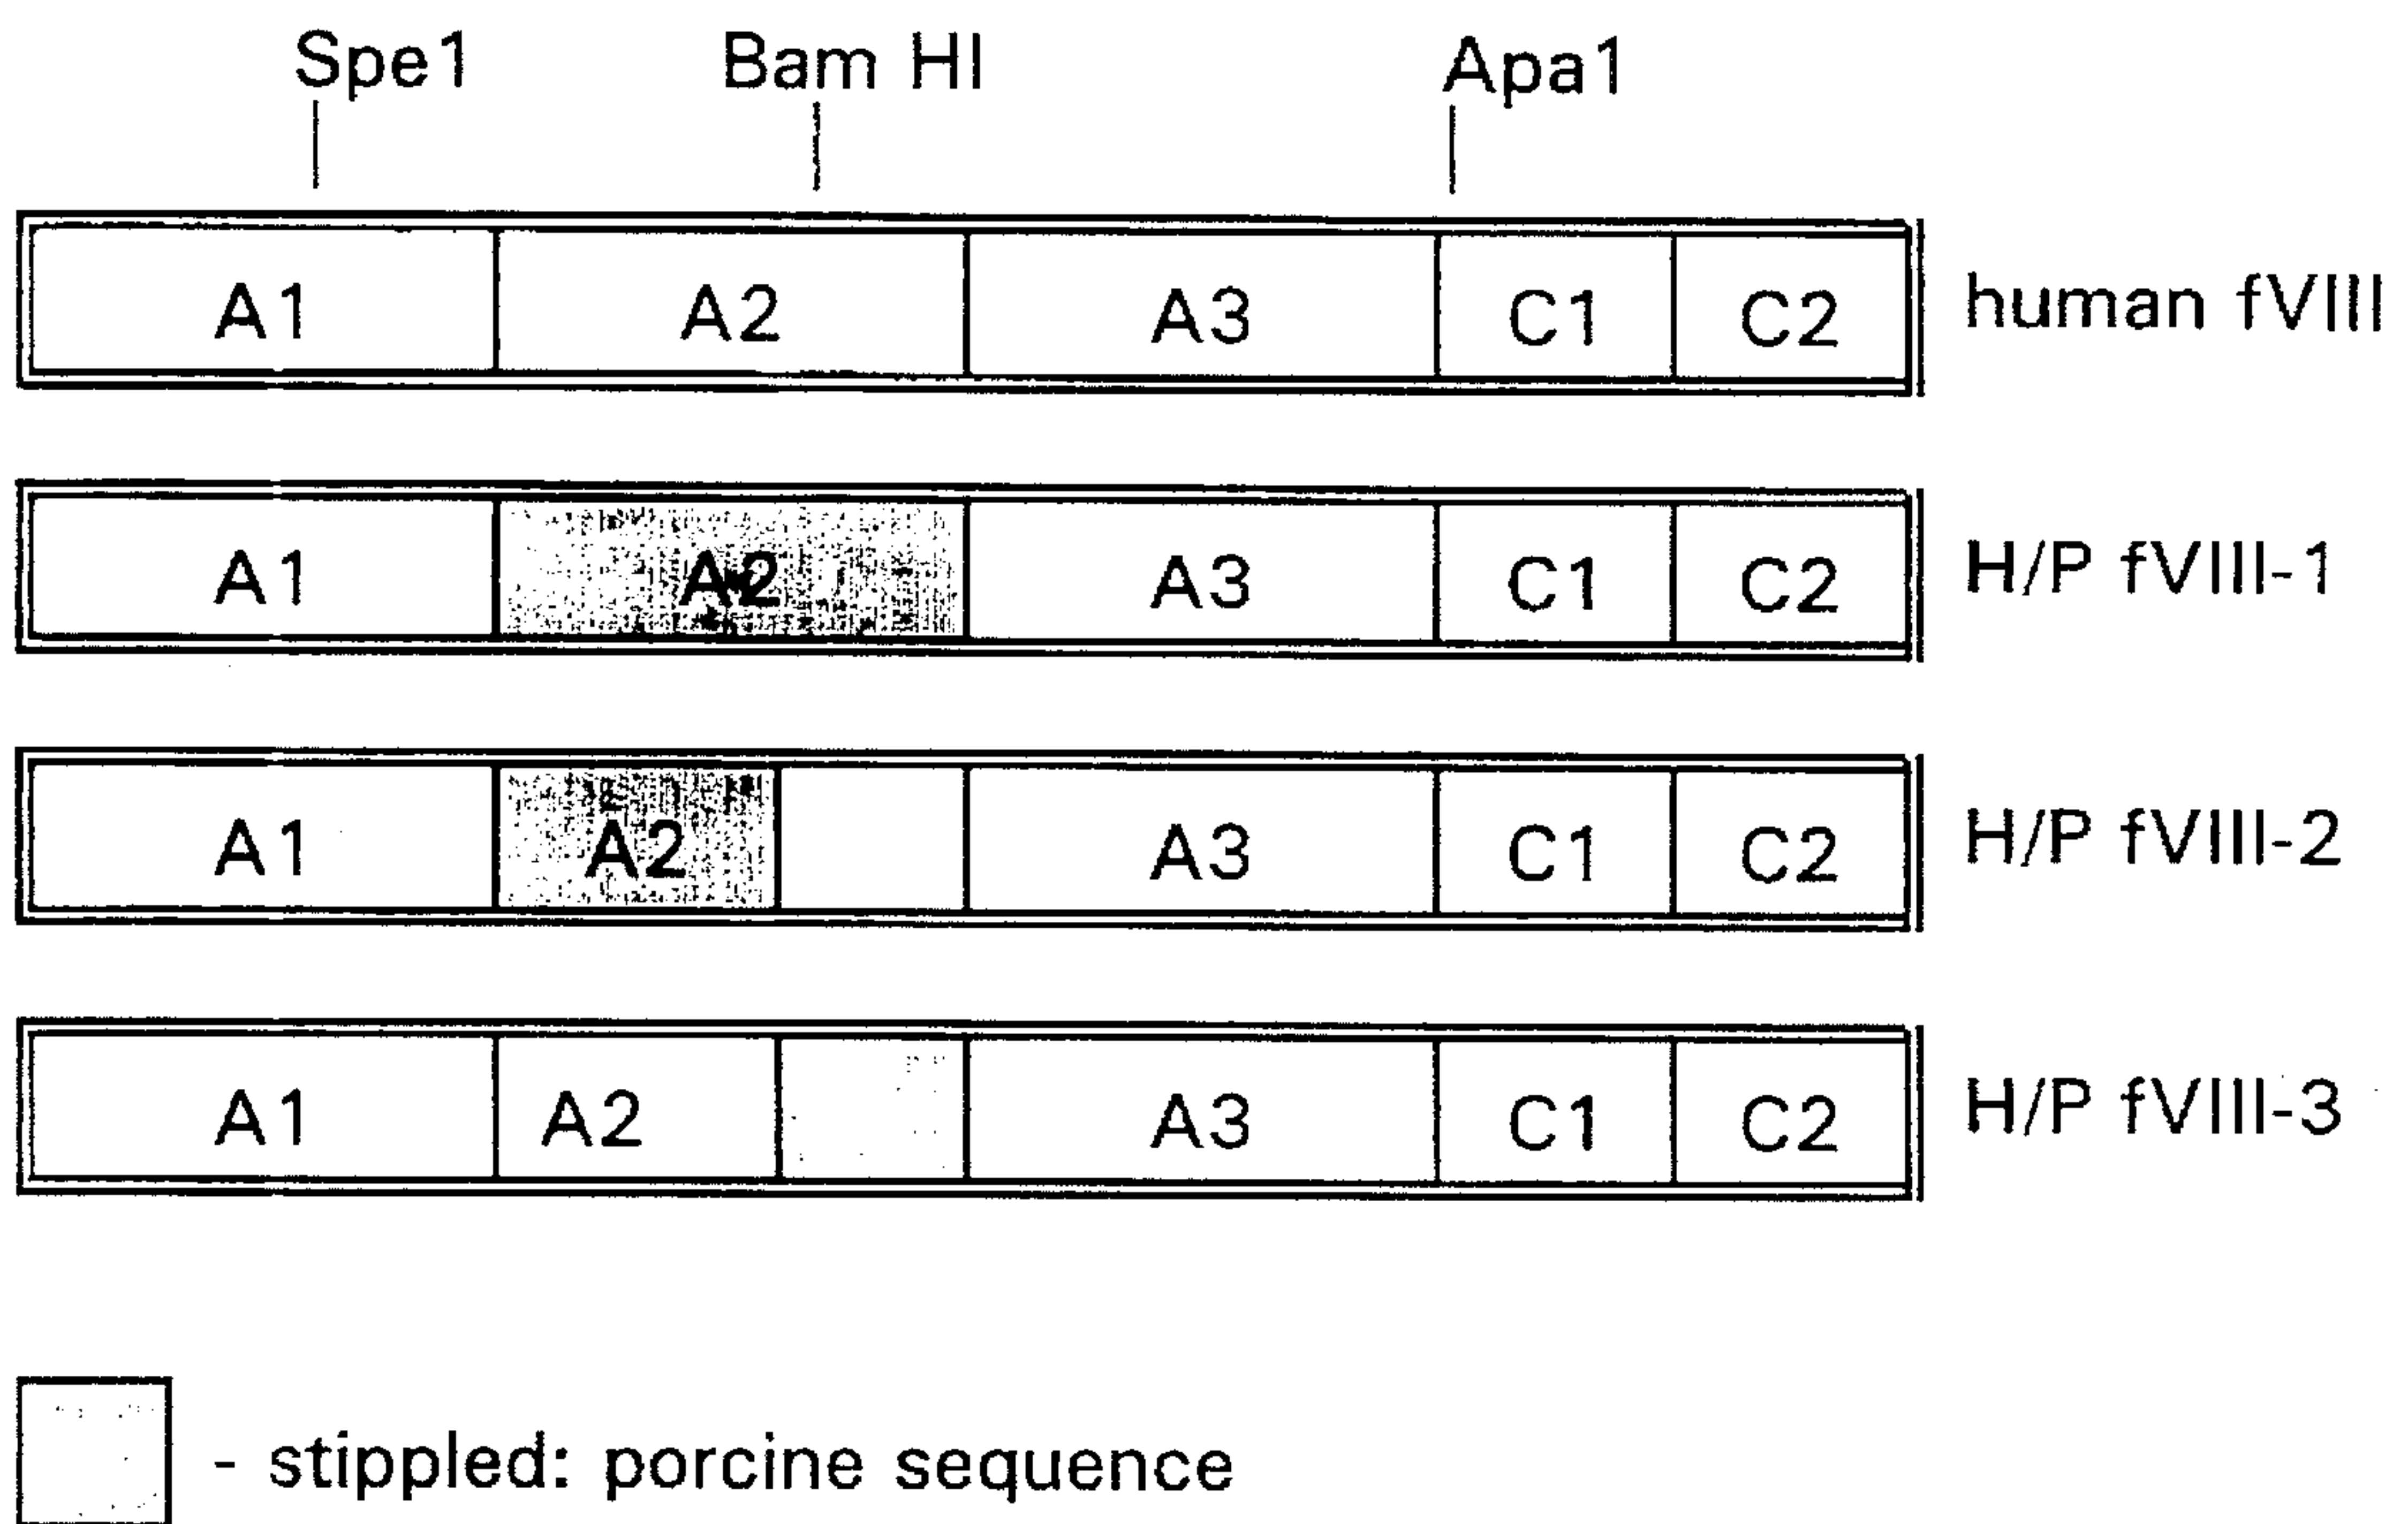 Spe1 Bam HI Apa1
A1 A2 A3 C1 C2 human fVIII
A1 A2 A3 C1 C2 H/P fVIII-1
A1 A2 A3 C1 C2 H/P fVIII-2
A1 A2 A3 C1 C2 H/P fVIII-3
- stippled: porcine sequence